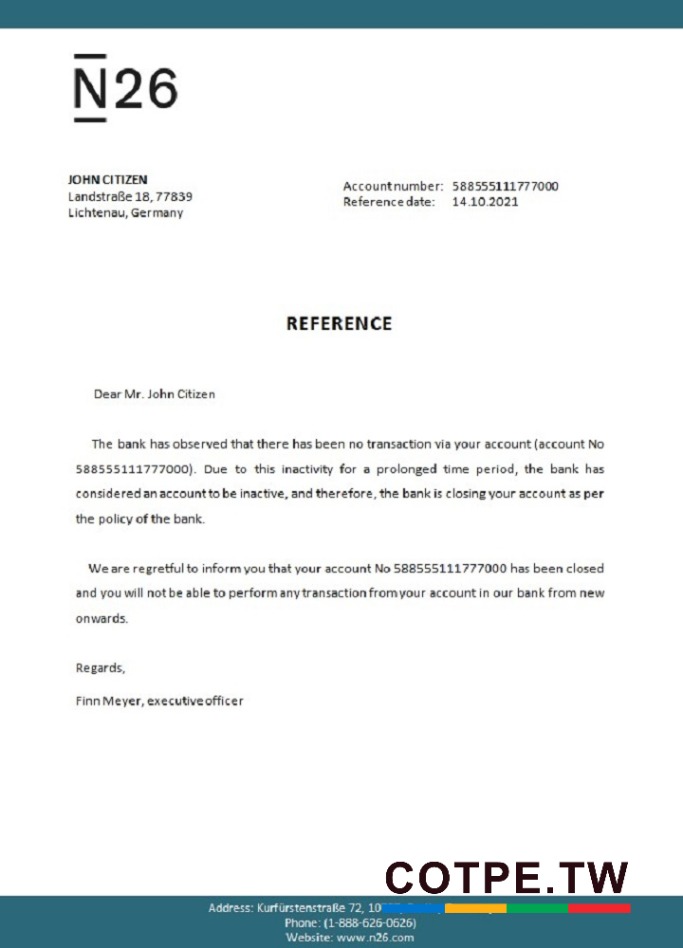 N26
JOHN CITIZEN
Landstraße 18, 77839
Lichtenau, Germany
Account number: 588555111777000
Reference date: 14.10.2021
REFERENCE
Dear Mr. John Citizen
The bank has observed that there has been no transaction via your account (account No
588555111777000). Due to this inactivity for a prolonged time period, the bank has
considered an account to be inactive, and therefore, the bank is closing your account as per
the policy of the bank.
We are regretful to inform you that your account No 588555111777000 has been closed
and you will not be able to perform any transaction from your account in our bank from new
onwards.
Regards,
Finn Meyer, executive officer
COTPE.TW
Address: Kurfürstenstraße 72,
Phone: (1-888-626-0626)
Website: www.n26.com